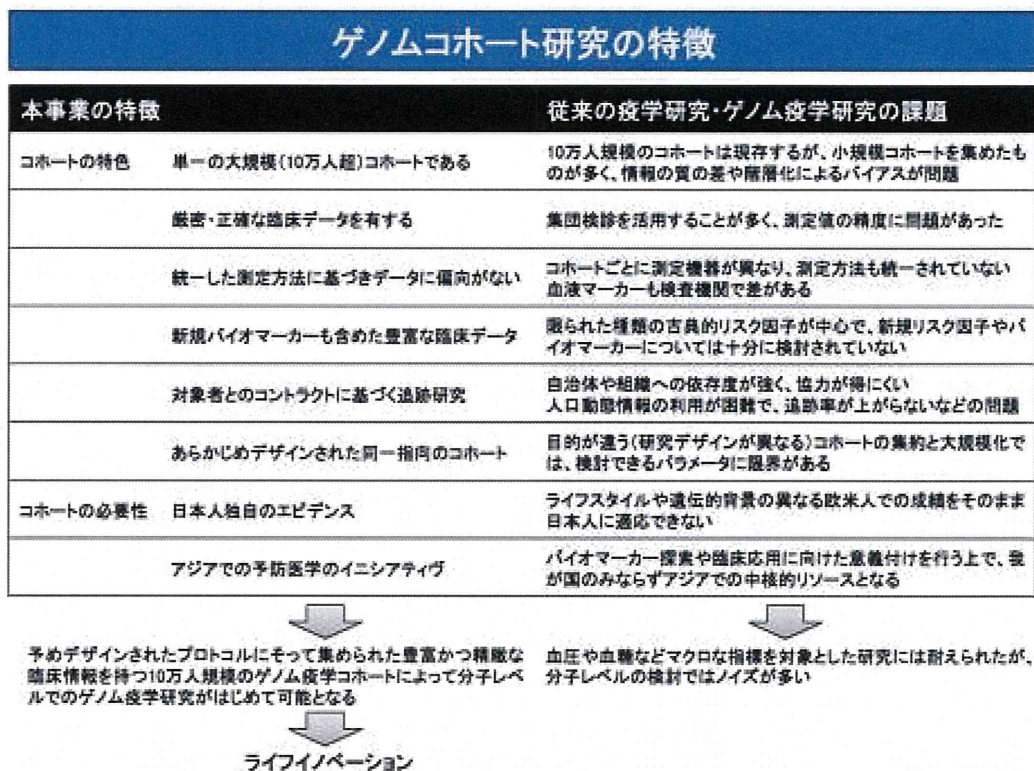 ゲノムコホート研究の特徴
本事業の特徴 従来の疫学研究・ゲノム疫学研究の課題
コホートの特色 単一の大規模(10万人超)コホートである 10万人規模のコホートは現存するが、小規模コホートを集めたも
のが多く、情報の質の差や階層化によるバイアスが問題
厳密・正確な臨床データを有する 集団検診を活用することが多く、測定値の精度に問題があった
統一した測定方法に基づきデータに偏向がない コホートごとに測定機器が異なり、測定方法も統一されていない
血液マーカーも検査機関で差がある
新規バイオマーカーも含めた豊富な臨床データ 限られた種類の古典的リスク因子が中心で、新規リスク因子やバ
イオマーカーについては十分に検討されていない
対象者とのコントラクトに基づく追跡研究 自治体や組織への依存度が強く、協力が得にくい
人口動態情報の利用が困難で、追跡率が上がらないなどの問題
あらかじめデザインされた同一指向のコホート 目的が違う(研究デザインが異なる)コホートの集約と大規模化で
は、検討できるパラメータに限界がある
コホートの必要性 日本人独自のエビデンス ライフスタイルや遺伝的背景の異なる欧米人での成績をそのまま
日本人に適応できない
アジアでの予防医学のイニシアティヴ バイオマーカー探索や臨床応用に向けた意義付けを行う上で、我
が国のみならずアジアでの中核的リソースとなる
予めデザインされたプロトコルにそって集められた豊富かつ精緻な
臨床情報を持つ10万人規模のゲノム疫学コホートによって分子レベ
ルでのゲノム疫学研究がはじめて可能となる
血圧や血糖などマクロな指標を対象とした研究には耐えられたが、
分子レベルの検討ではノイズが多い
ライフイノベーション